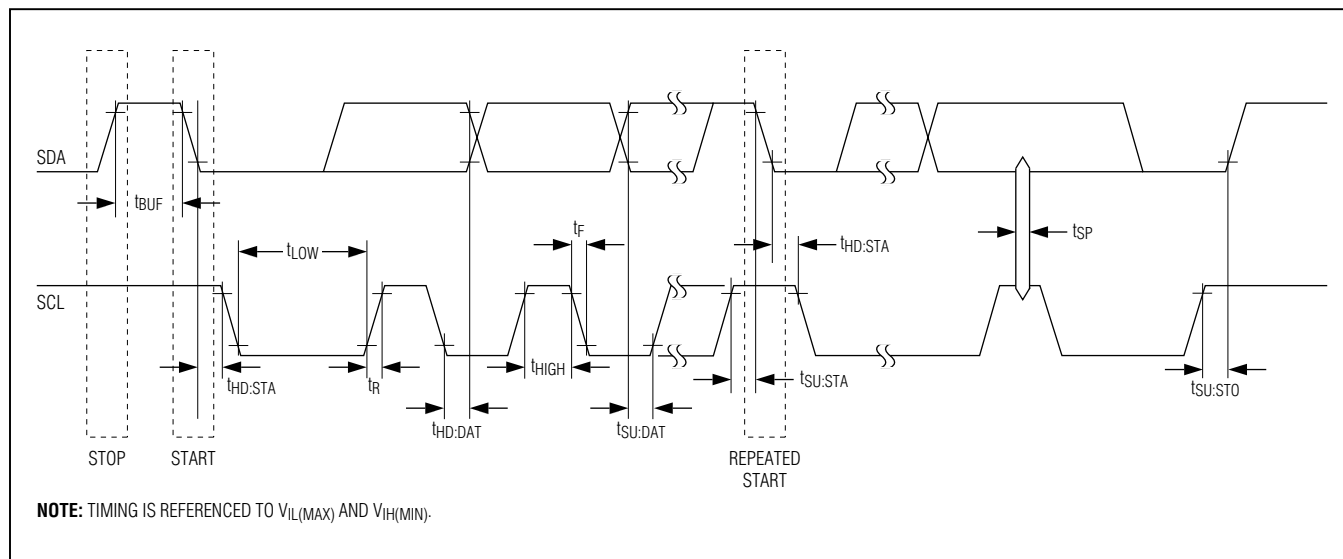 SDA
tBUF
tF
tLOW
tHD:STA
tSP
SCL
tHD:STA
tR
tHIGH
tSU:STA
tSU:STO
tHD:DAT
tSU:DAT
STOP
START
REPEATED
START
NOTE: TIMING IS REFERENCED TO VIL(MAX) AND VIH(MIN).